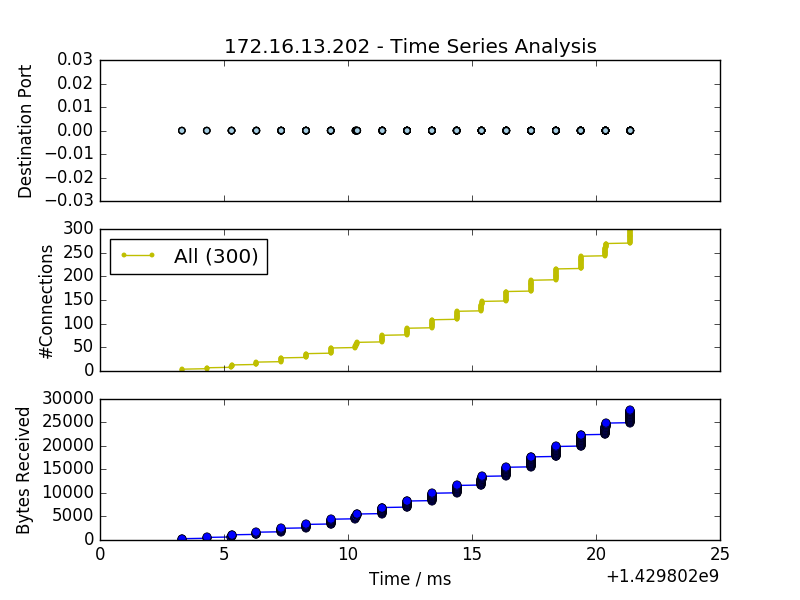 172.16.13.202 - Time Series Analysis
0.03
0.02
0.01
0.00
−0.01
−0.02
−0.03
Destination Port
300
250
200
150
100
50
0
#Connections
All (300)
30000
25000
20000
15000
10000
5000
0
Bytes Received
0 5 10 15 20 25
Time / ms
+1.429802e9